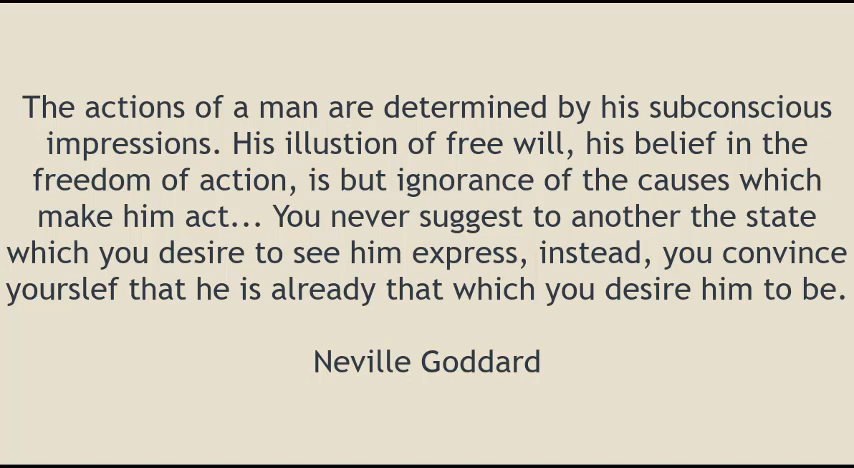 The actions of a man are determined by his subconscious
impressions. His illustion of free will, his belief in the
freedom of action, is but ignorance of the causes which
make him act... You never suggest to another the state
which you desire to see him express, instead, you convince
yourslef that he is already that which you desire him to be.
Neville Goddard